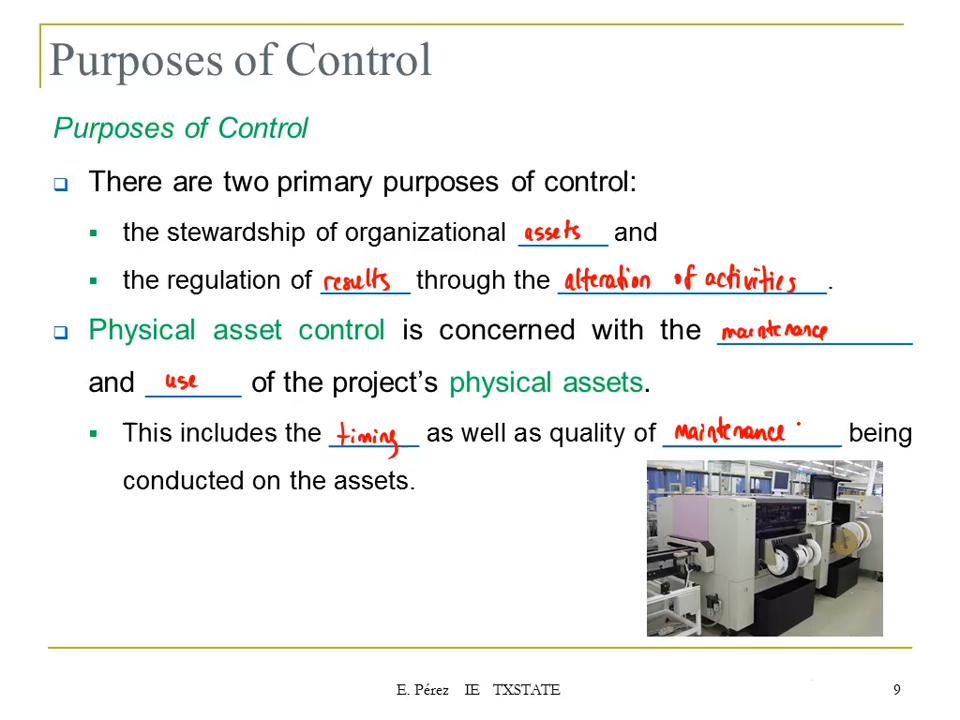 Purposes of Control
Purposes of Control
There are two primary purposes of control:
the stewardship of organizational assets and
the regulation of results through the alteration of activities.
Physical asset control is concerned with the maintenance
and use of the project's physical assets.
This includes the timing as well as quality of maintenance being
conducted on the assets.
E. Pérez IE TXSTATE 9